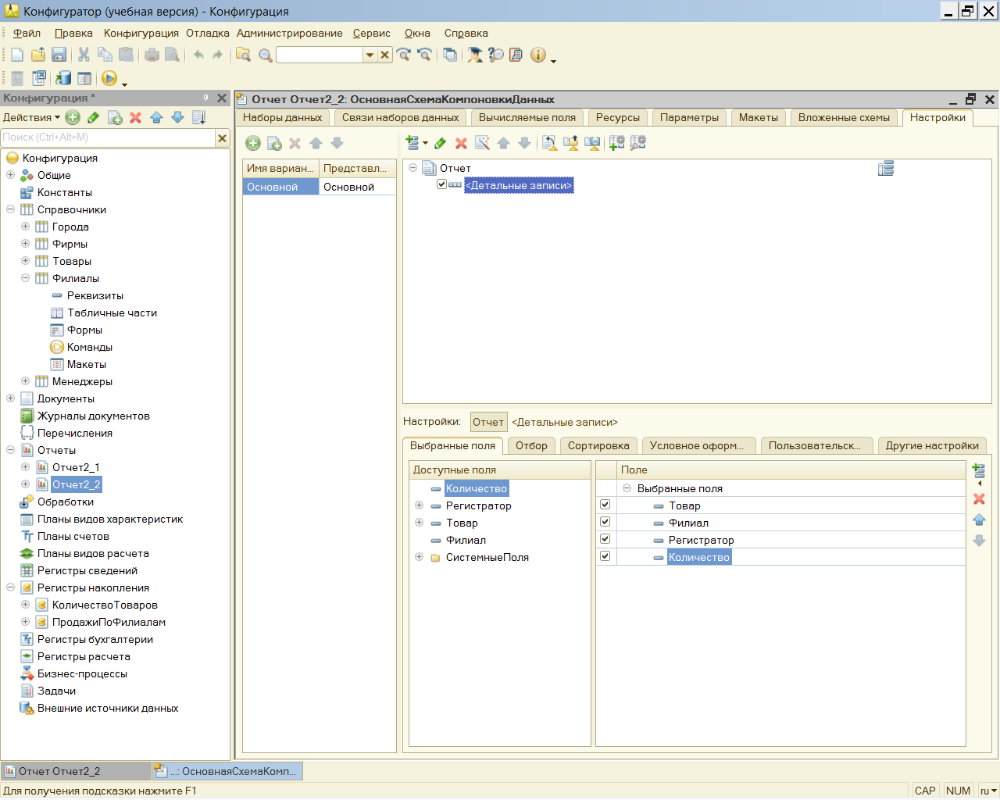 Конфигуратор (учебная версия) - Конфигурация
Файл Правка Конфигурация Отладка Администрирование Сервис Окна Справка
Конфигурация *
Действия
Поиск (Ctrl+Alt+M)
Конфигурация
Общие
Константы
Справочники
Города
Фирмы
Товары
Филиалы
Реквизиты
Табличные части
Формы
Команды
Макеты
Менеджеры
Документы
Журналы документов
Перечисления
Отчеты
Отчет2_1
Отчет2_2
Обработки
Планы видов характеристик
Планы счетов
Планы видов расчета
Регистры сведений
Регистры накопления
КоличествоТоваров
ПродажиПоФилиалам
Регистры бухгалтерии
Регистры расчета
Бизнес-процессы
Задачи
Внешние источники данных
Отчет Отчет2_2: ОсновнаяСхемаКомпоновкиДанных
Наборы данных Связи наборов данных Вычисляемые поля Ресурсы Параметры Макеты Вложенные схемы Настройки
Имя вариан... Представл...
Основной Основной
Отчет
<Детальные записи>
Настройки: Отчет <Детальные записи>
Выбранные поля Отбор Сортировка Условное оформ... Пользовательск... Другие настройки
Доступные поля
Количество
Регистратор
Товар
Филиал
СистемныеПоля
Поле
Выбранные поля
Товар
Филиал
Регистратор
Количество
Отчет Отчет2_2 ...: ОсновнаяСхемаКомп...
Для получения подсказки нажмите F1 CAP NUM ru